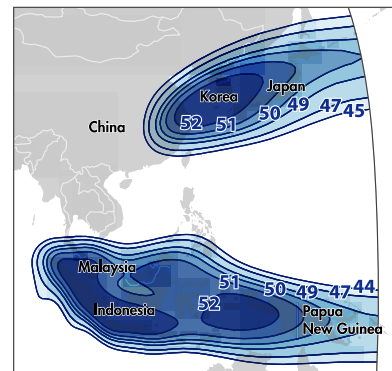 Japan
Korea
49 47 45
50
52 51
China
Malaysia
51 50 49 47 44
52
Indonesia
Papua
New Guinea